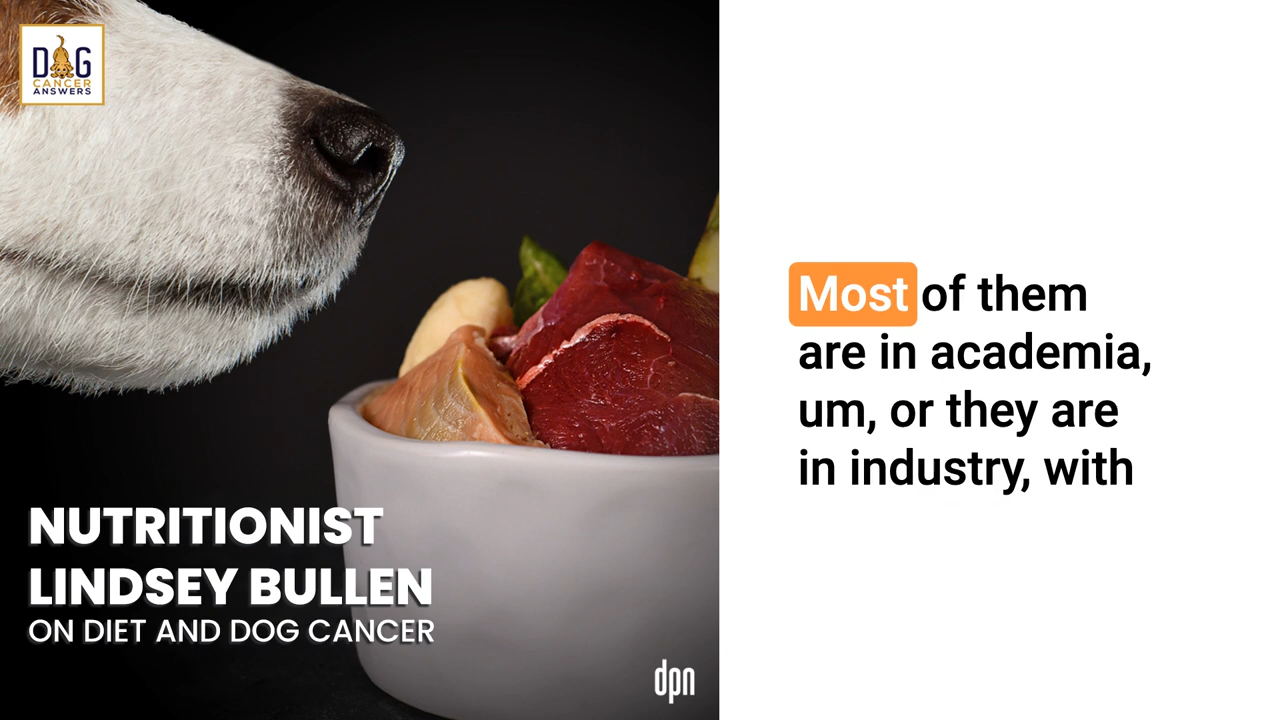 DOG
CANCER
ANSWERS
NUTRITIONIST
LINDSEY BULLEN
ON DIET AND DOG CANCER
dpn
Most of them
are in academia,
um, or they are
in industry, with